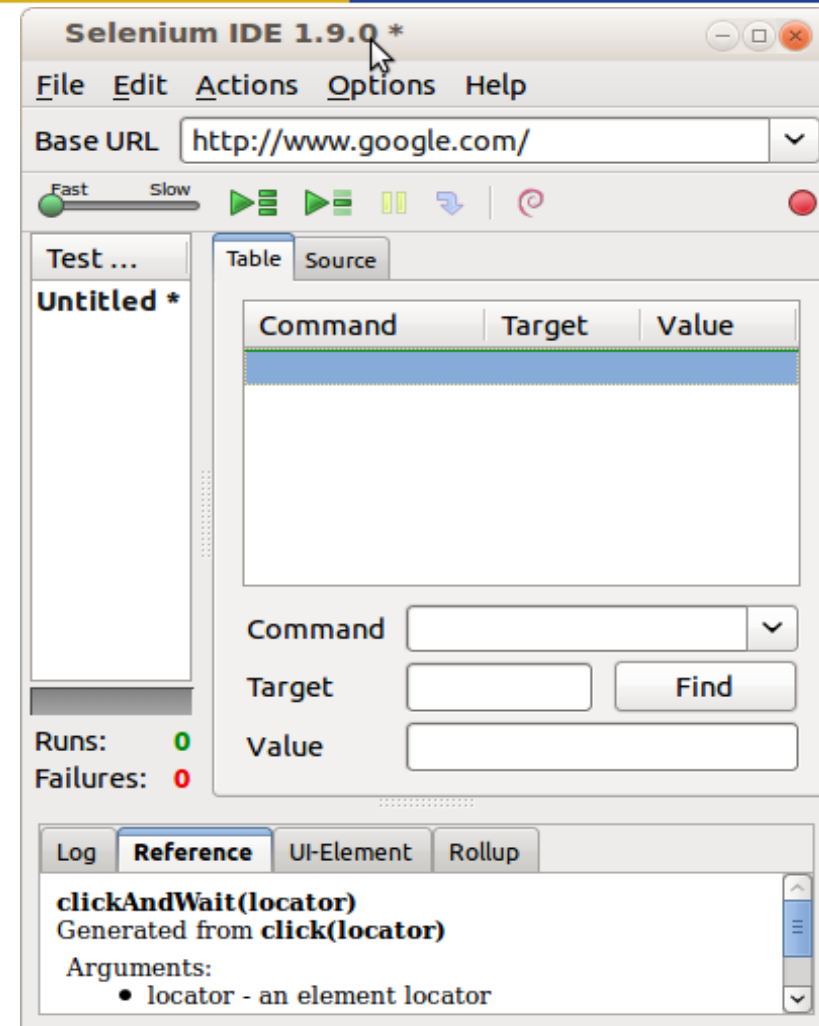 Selenium IDE 1.9.0 *
File Edit Actions Options Help
Base URL http://www.google.com/
Fast Slow
Test ... Table Source
Untitled *
Command Target Value
Command
Target Find
Runs: 0 Value
Failures: 0
Log Reference UI-Element Rollup
clickAndWait(locator)
Generated from click(locator)
Arguments:
• locator - an element locator